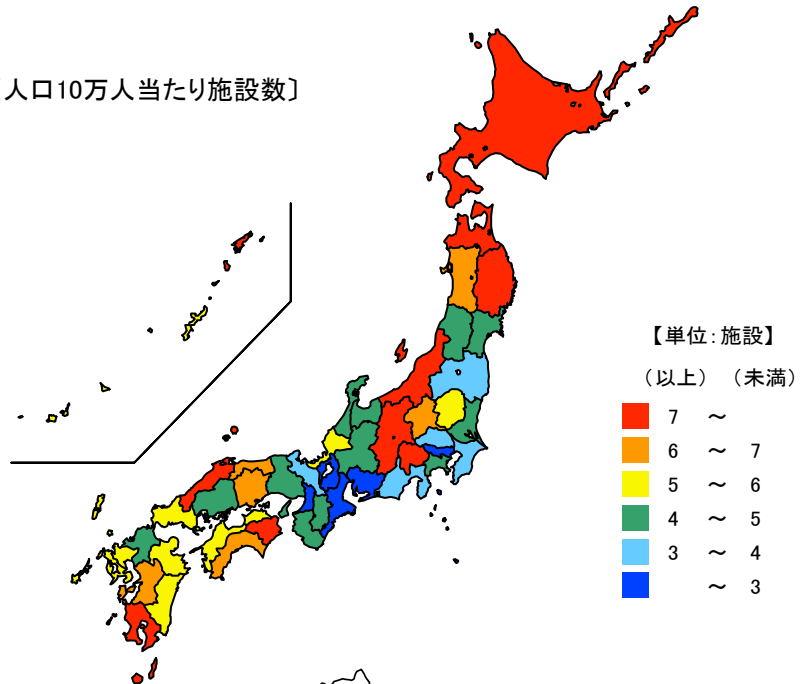 人口10万人当たり施設数〕
【単位：施設】
（以上）（未満）
7 ～
6 ～ 7
5 ～ 6
4 ～ 5
3 ～ 4
～ 3